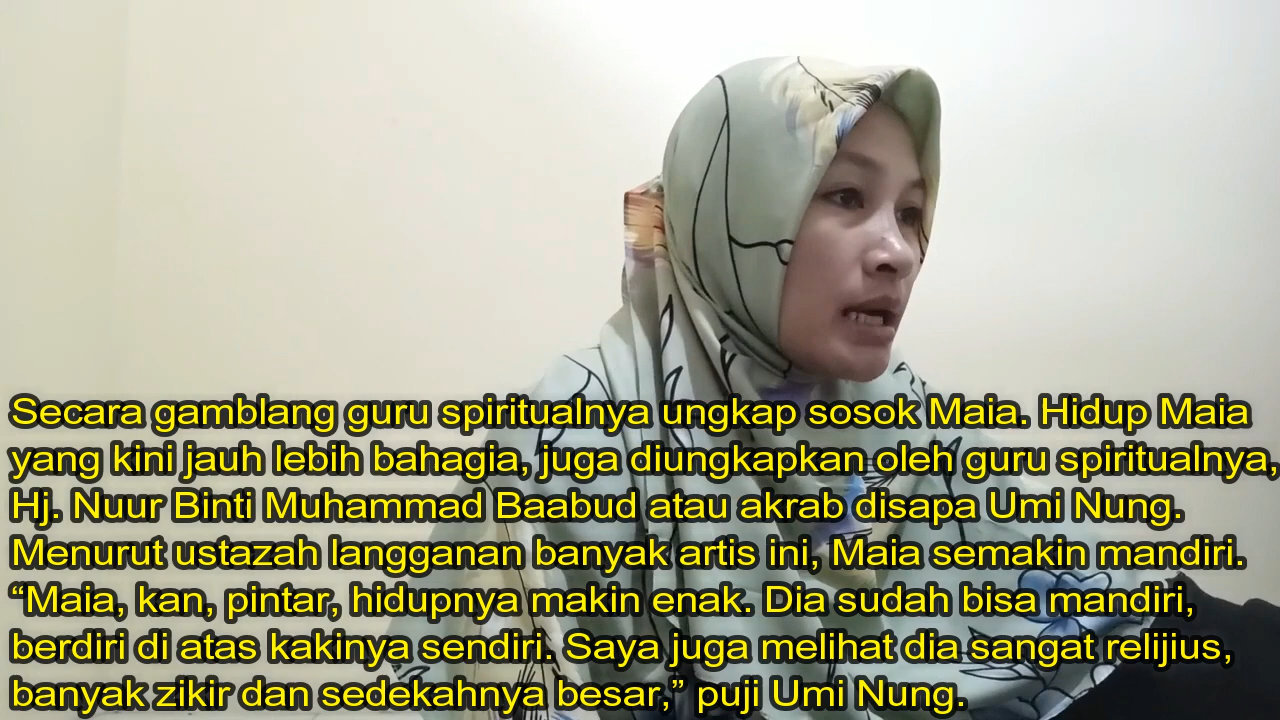 Secara gamblang guru spiritualnya ungkap sosok Maia. Hidup Maia
yang kini jauh lebih bahagia, juga diungkapkan oleh guru spiritualnya,
Hj. Nuur Binti Muhammad Baabud atau akrab disapa Umi Nung.
Menurut ustazah langganan banyak artis ini, Maia semakin mandiri.
“Maia, kan, pintar, hidupnya makin enak. Dia sudah bisa mandiri,
berdiri di atas kakinya sendiri. Saya juga melihat dia sangat relijius,
banyak zikir dan sedekahnya besar,” puji Umi Nung.